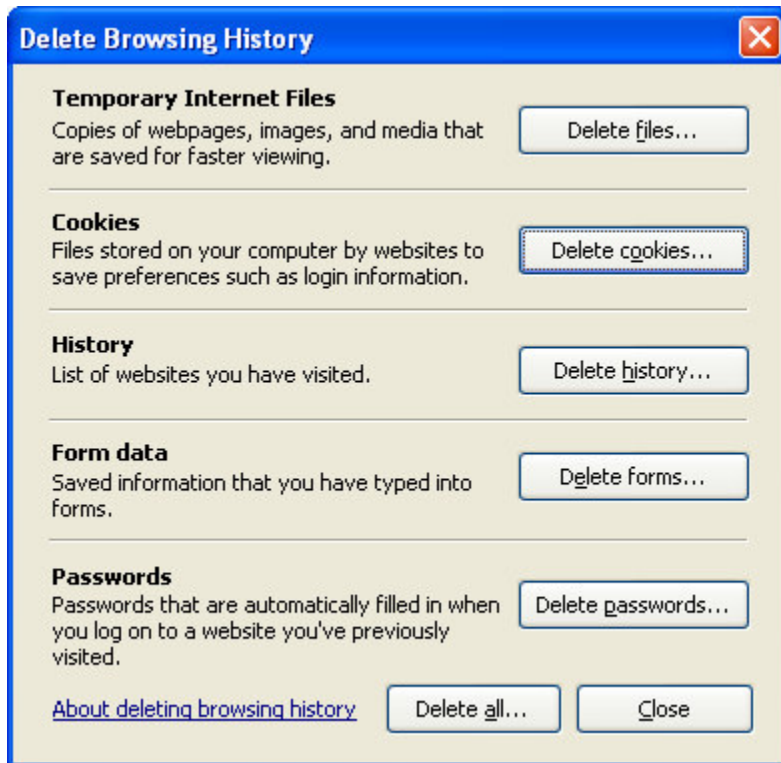 Delete Browsing History
Temporary Internet Files
Copies of webpages, images, and media that
are saved for faster viewing.
Delete files...
Cookies
Files stored on your computer by websites to
save preferences such as login information.
Delete cookies...
History
List of websites you have visited.
Delete history...
Form data
Saved information that you have typed into
forms.
Delete forms...
Passwords
Passwords that are automatically filled in when
you log on to a website you've previously
visited.
Delete passwords...
About deleting browsing history
Delete all...
Close